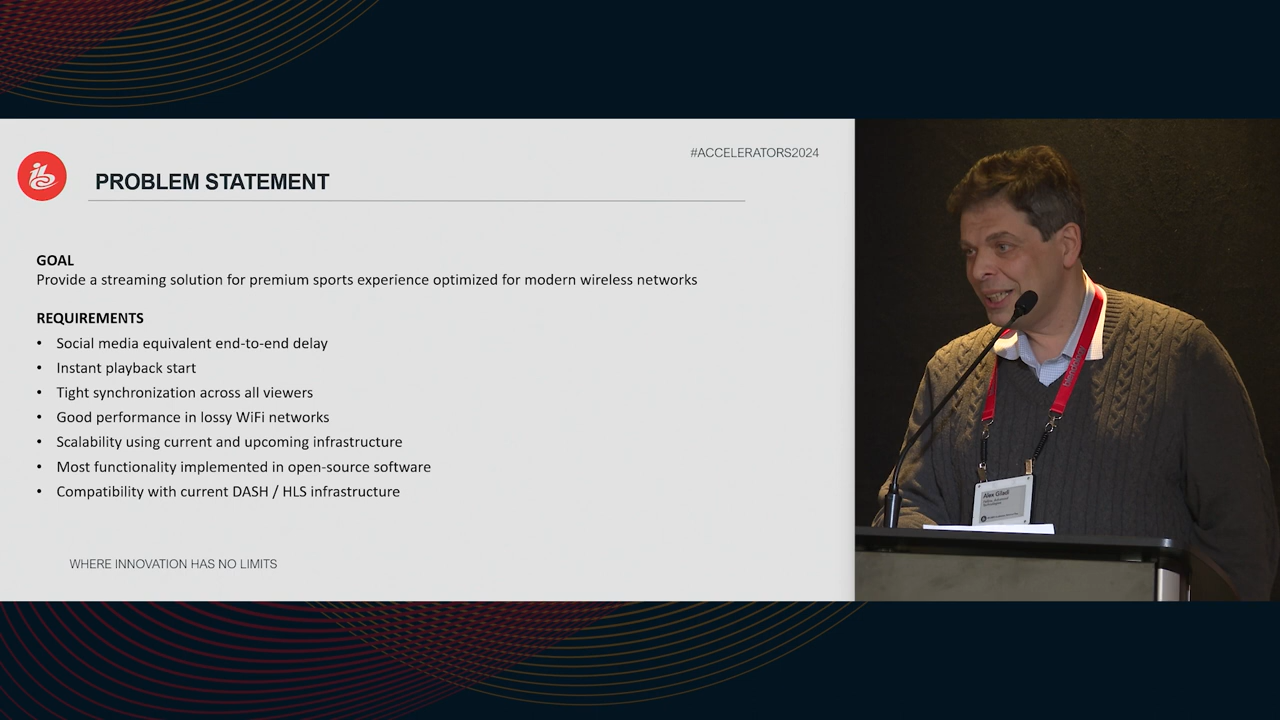 #ACCELERATORS2024
PROBLEM STATEMENT
GOAL
Provide a streaming solution for premium sports experience optimized for modern wireless networks
REQUIREMENTS
• Social media equivalent end-to-end delay
• Instant playback start
• Tight synchronization across all viewers
• Good performance in lossy WiFi networks
• Scalability using current and upcoming infrastructure
• Most functionality implemented in open-source software
• Compatibility with current DASH / HLS infrastructure
WHERE INNOVATION HAS NO LIMITS
Alex Giladi